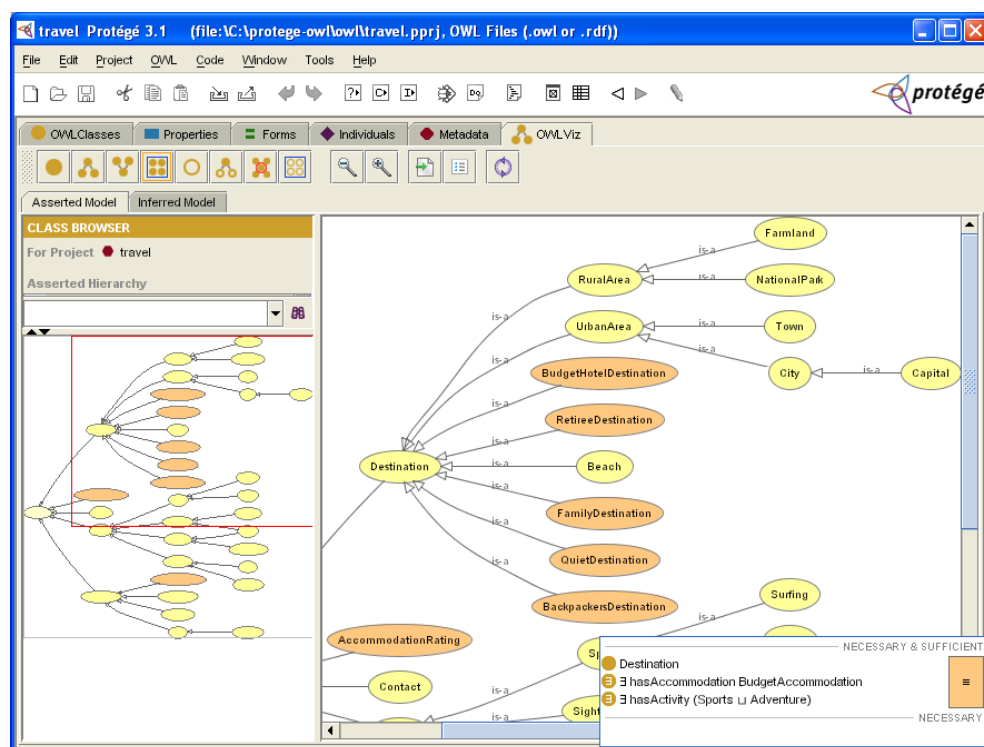 travel Protégé 3.1 (file:\C:\protege-owl\owl\travel.pprj, OWL Files (.owl or .rdf))
File Edit Project OWL Code Window Tools Help
protégé
OWLClasses Properties Forms Individuals Metadata OWLViz
Asserted Model Inferred Model
CLASS BROWSER
For Project travel
Asserted Hierarchy
Farmland
is-a
RuralArea is-a NationalPark
is-a
UrbanArea is-a Town
is-a
is-a
BudgetHotelDestination City is-a Capital
is-a
RetireeDestination
is-a
Destination is-a Beach
is-a
FamilyDestination
is-a
QuietDestination
is-a
BackpackersDestination
Surfing
is-a
AccommodationRating
Contact
is-a
Sp
Sight
NECESSARY & SUFFICIENT
Destination
∃ hasAccommodation BudgetAccommodation
∃ hasActivity (Sports ⊔ Adventure)
≡
NECESSARY